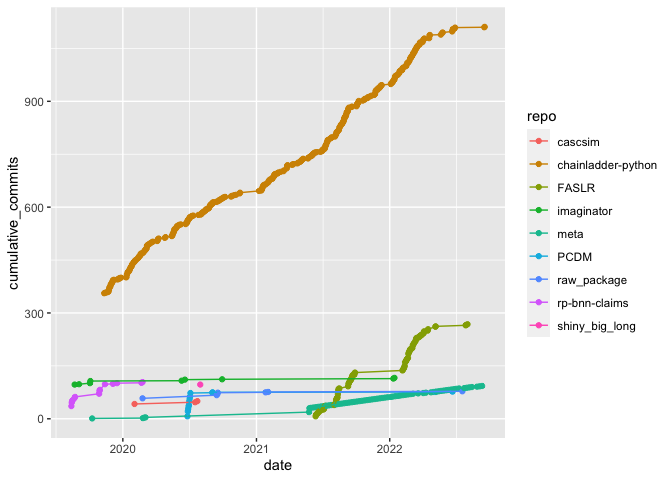 cumulative_commits
900
600
300
0
2020
2021
2022
date
repo
cascsim
chainladder-python
FASLR
imaginator
meta
PCDM
raw_package
rp-bnn-claims
shiny_big_long